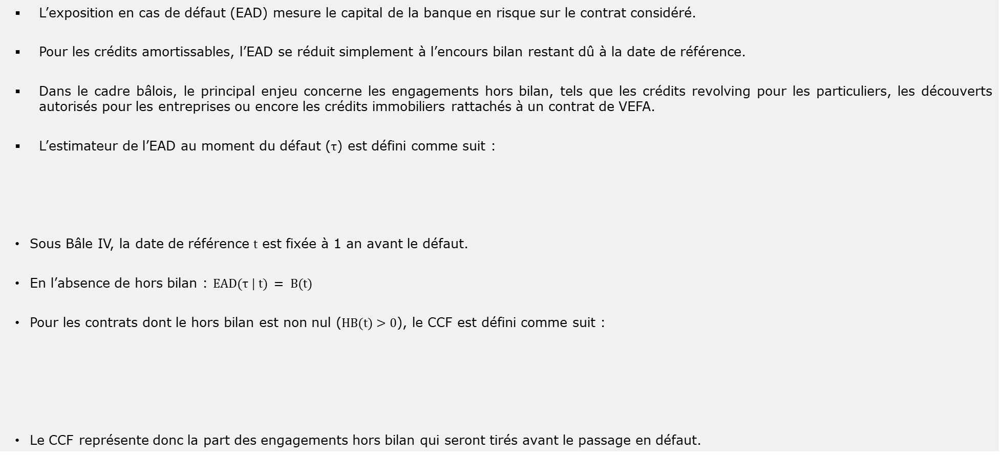 ▪ L’exposition en cas de défaut (EAD) mesure le capital de la banque en risque sur le contrat considéré.
▪ Pour les crédits amortissables, l’EAD se réduit simplement à l’encours bilan restant dû à la date de référence.
▪ Dans le cadre bâlois, le principal enjeu concerne les engagements hors bilan, tels que les crédits revolving pour les particuliers, les découverts
autorisés pour les entreprises ou encore les crédits immobiliers rattachés à un contrat de VEFA.
▪ L’estimateur de l’EAD au moment du défaut (τ) est défini comme suit :
• Sous Bâle IV, la date de référence t est fixée à 1 an avant le défaut.
• En l’absence de hors bilan : EAD(τ | t) = B(t)
• Pour les contrats dont le hors bilan est non nul (HB(t) > 0), le CCF est défini comme suit :
• Le CCF représente donc la part des engagements hors bilan qui seront tirés avant le passage en défaut.